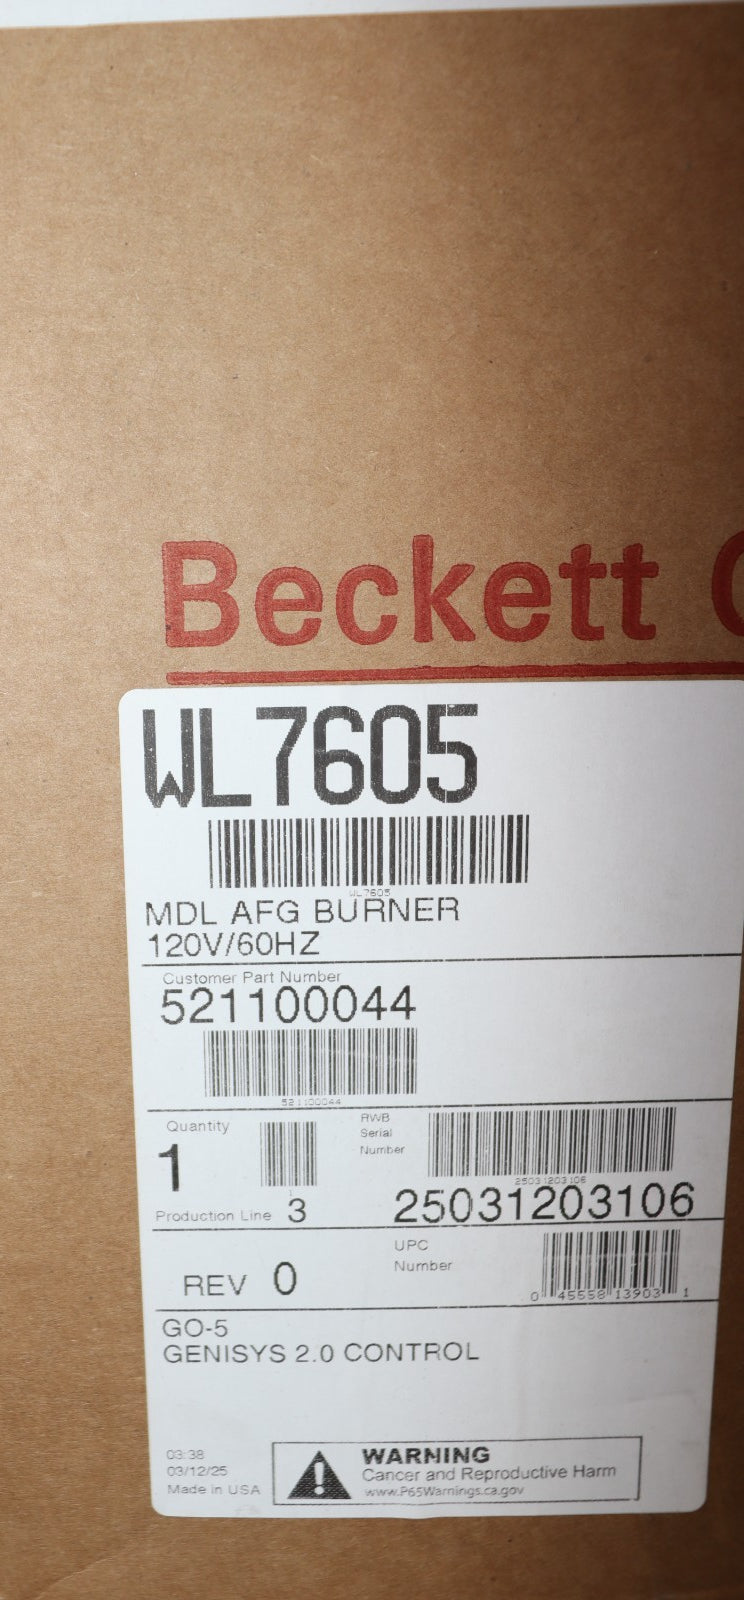 Beckett
WL7605
WL7605
MDL AFG BURNER
120V/60HZ
Customer Part Number
521100044
521100044
Quantity
1
1
Production Line 3
RWB
Serial
Number
25031203106
25031203106
REV 0
UPC
Number
0 45558 13903 1
GO-5
GENISYS 2.0 CONTROL
03:38
03/12/25
Made in USA
WARNING
Cancer and Reproductive Harm
www.P65Warnings.ca.gov